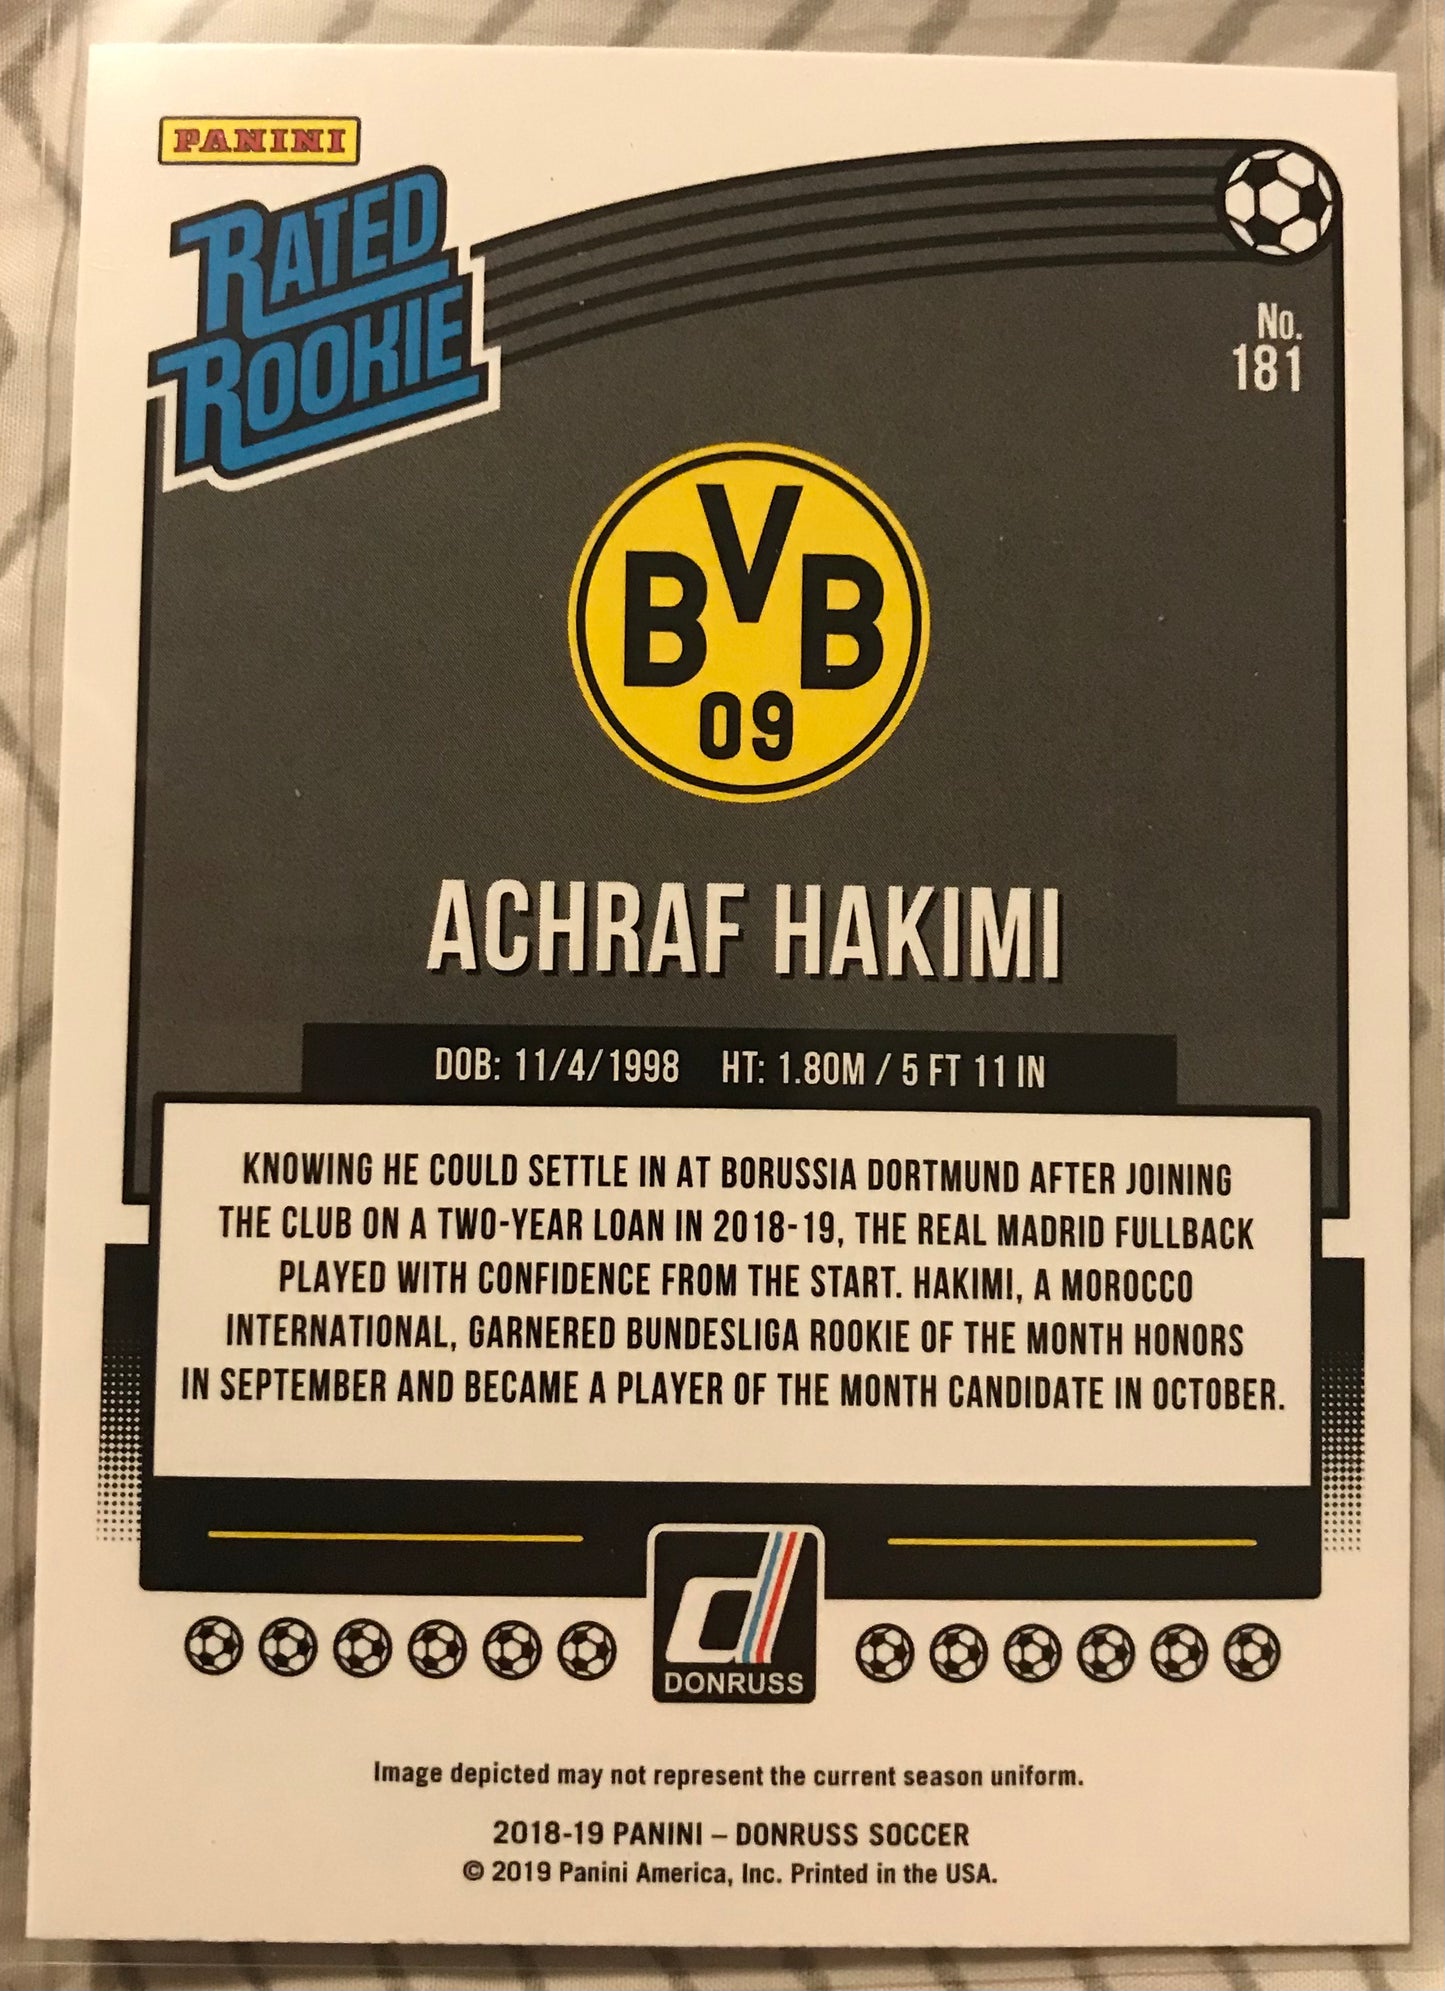 PANINI
RATED
ROOKIE
No.
181
BVB
09
ACHRAF HAKIMI
DOB: 11/4/1998 HT: 1.80M / 5 FT 11 IN
KNOWING HE COULD SETTLE IN AT BORUSSIA DORTMUND AFTER JOINING
THE CLUB ON A TWO-YEAR LOAN IN 2018-19, THE REAL MADRID FULLBACK
PLAYED WITH CONFIDENCE FROM THE START. HAKIMI, A MOROCCO
INTERNATIONAL, GARNERED BUNDESLIGA ROOKIE OF THE MONTH HONORS
IN SEPTEMBER AND BECAME A PLAYER OF THE MONTH CANDIDATE IN OCTOBER.
d
DONRUSS
Image depicted may not represent the current season uniform.
2018-19 PANINI – DONRUSS SOCCER
© 2019 Panini America, Inc. Printed in the USA.